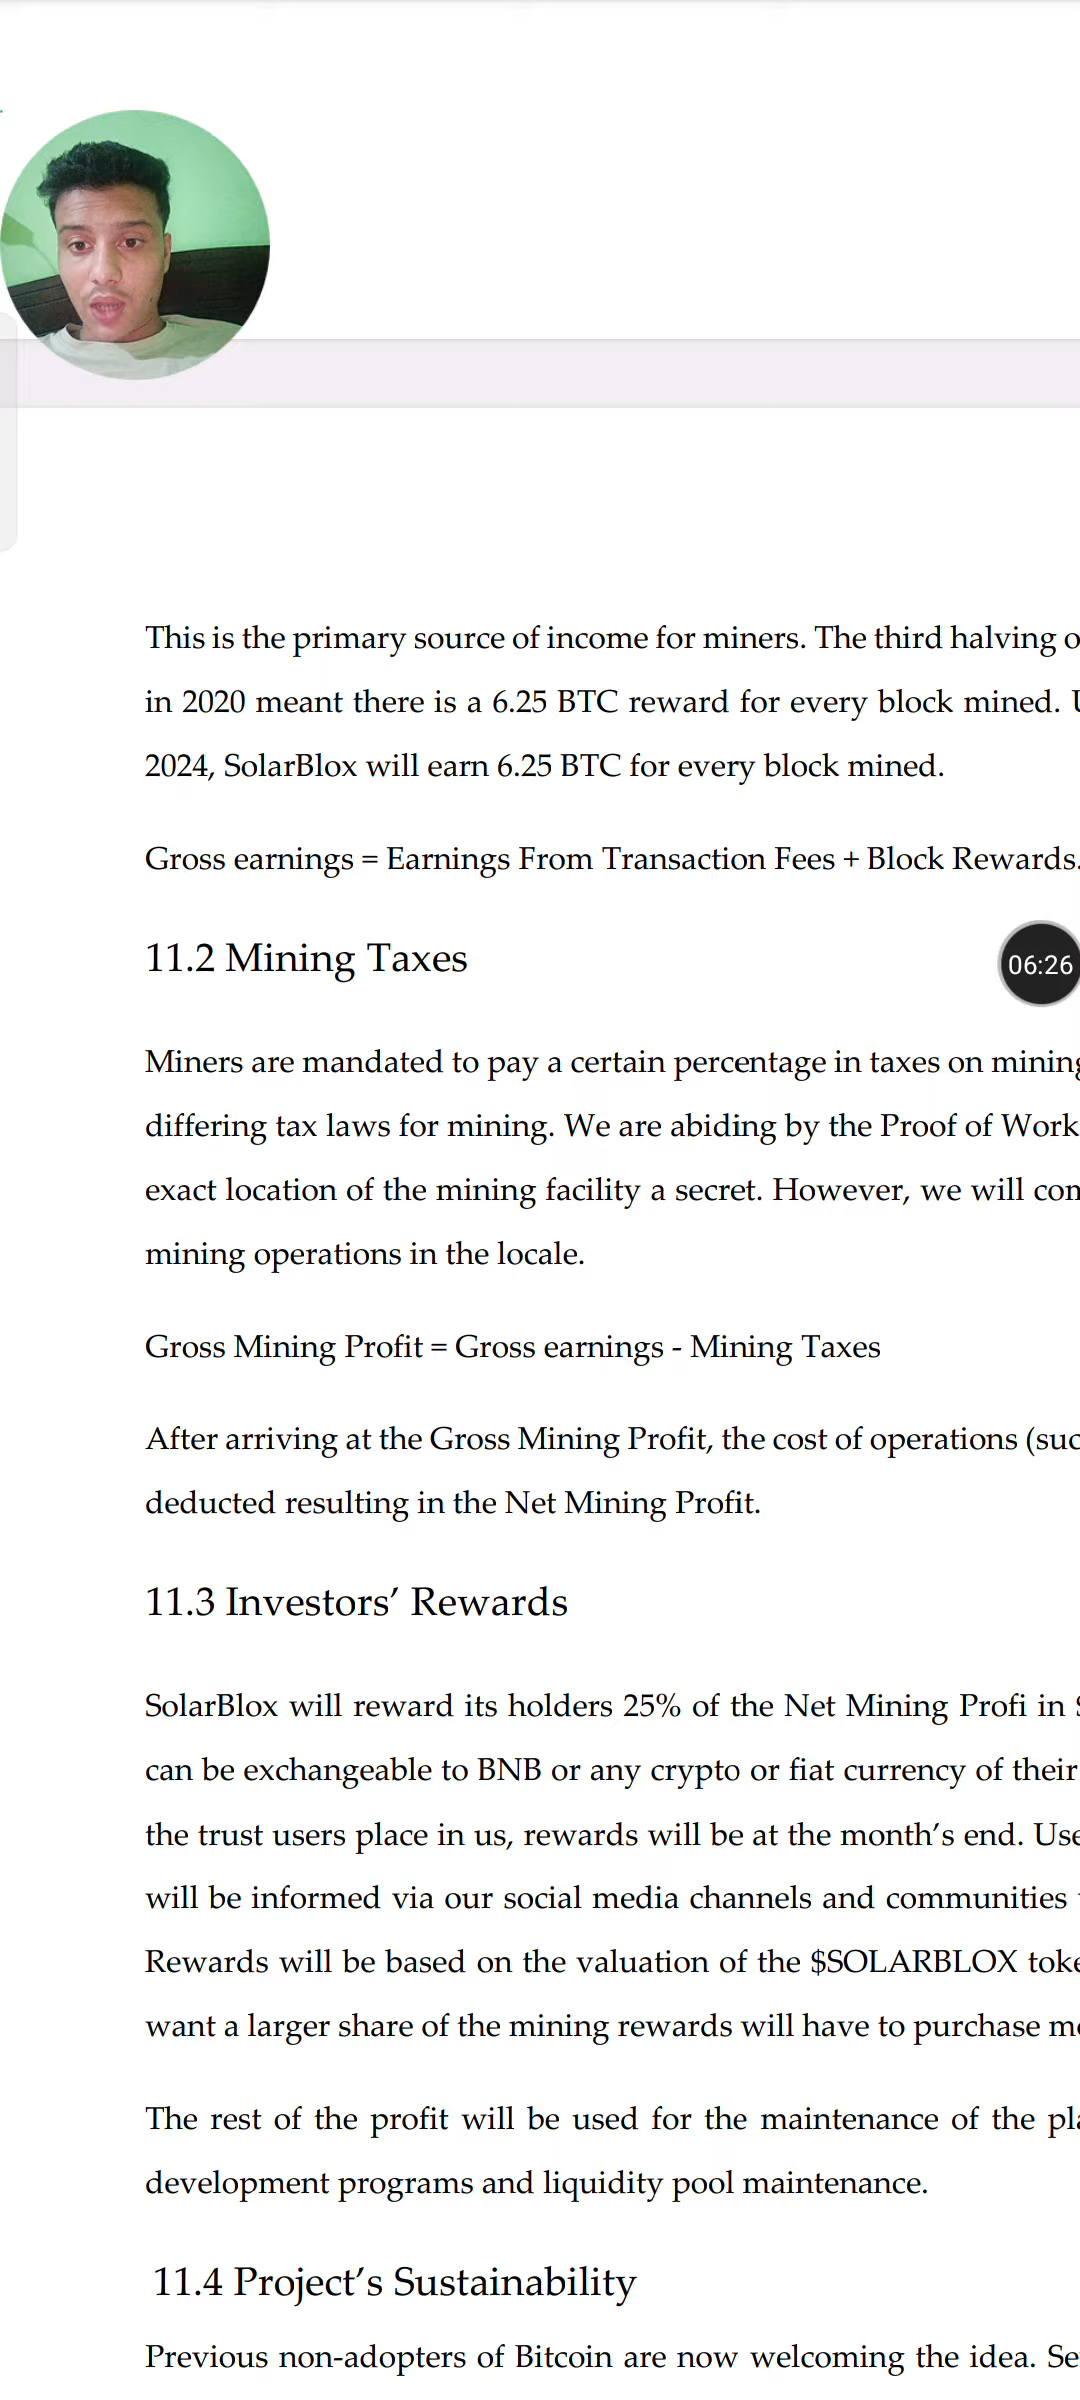 This is the primary source of income for miners. The third halving
in 2020 meant there is a 6.25 BTC reward for every block mined.
2024, SolarBlox will earn 6.25 BTC for every block mined.
Gross earnings = Earnings From Transaction Fees + Block Rewards.
11.2 Mining Taxes
06:26
Miners are mandated to pay a certain percentage in taxes on mining
differing tax laws for mining. We are abiding by the Proof of Work
exact location of the mining facility a secret. However, we will
mining operations in the locale.
Gross Mining Profit = Gross earnings - Mining Taxes
After arriving at the Gross Mining Profit, the cost of operations
deducted resulting in the Net Mining Profit.
11.3 Investors’ Rewards
SolarBlox will reward its holders 25% of the Net Mining Profi in
can be exchangeable to BNB or any crypto or fiat currency of their
the trust users place in us, rewards will be at the month’s end.
will be informed via our social media channels and communities
Rewards will be based on the valuation of the $SOLARBLOX
want a larger share of the mining rewards will have to purchase
The rest of the profit will be used for the maintenance of the
development programs and liquidity pool maintenance.
11.4 Project’s Sustainability
Previous non-adopters of Bitcoin are now welcoming the idea.